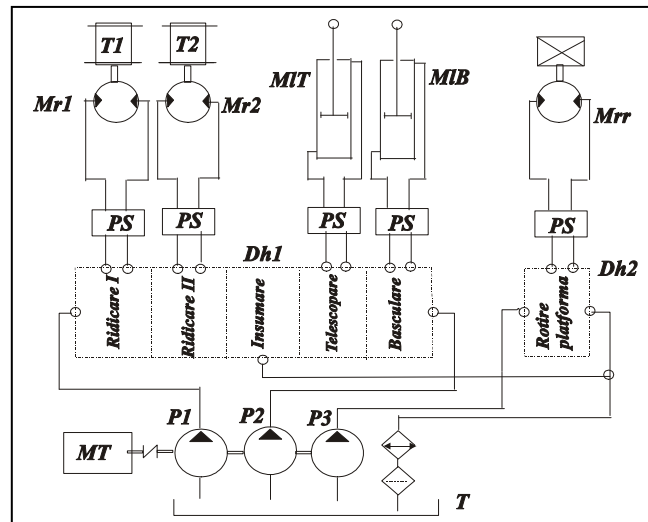 T1 T2
MlT MlB
Mr1 Mr2 Mrr
PS PS PS PS PS
Dh1 Dh2
Ridicare I
Ridicare II
Insumare
Telescopare
Basculare
Rotire
platforma
P1 P2 P3
MT
T